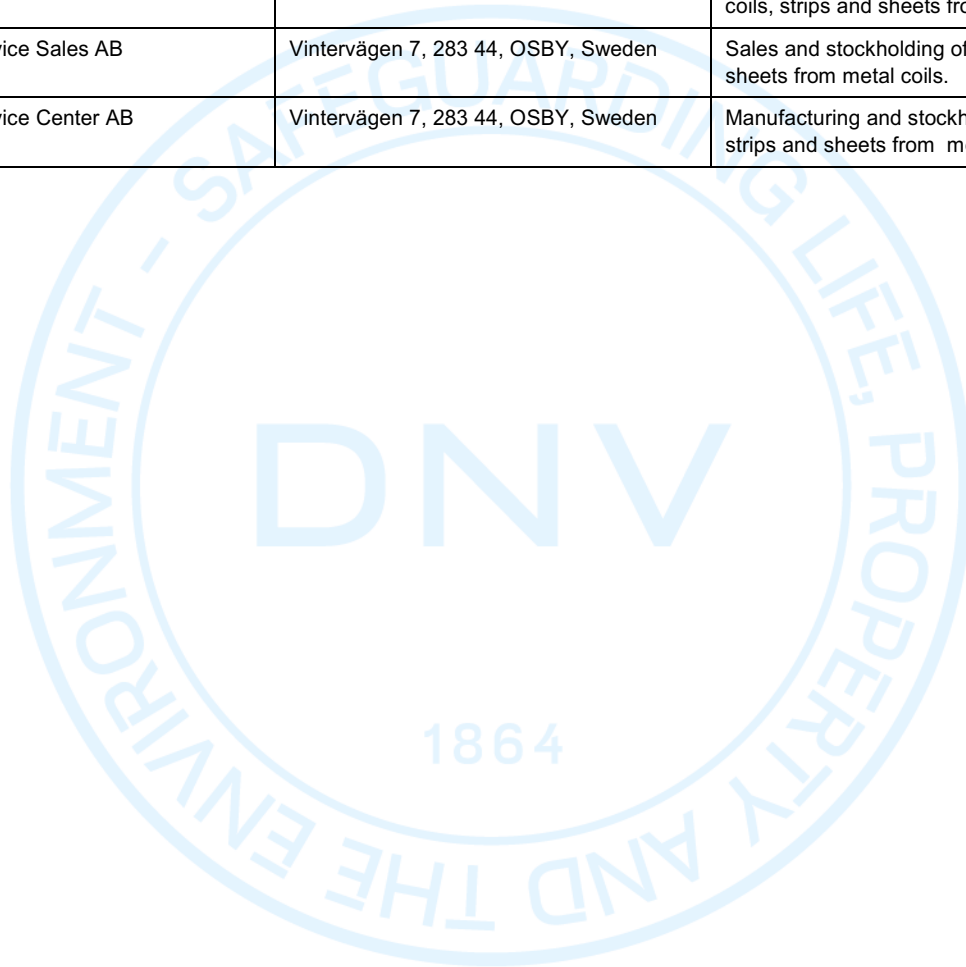 coils, strips and sheets
vice Sales AB Vintervägen 7, 283 44, OSBY, Sweden Sales and stockholding of
sheets from metal coils.
vice Center AB Vintervägen 7, 283 44, OSBY, Sweden Manufacturing and
strips and sheets from
SAFEGUARDING LIFE, PROPERTY AND THE ENVIRONMENT -
DNV
1864